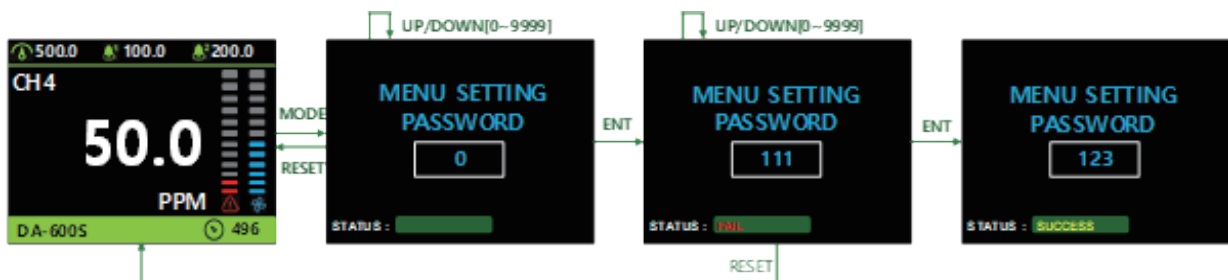 UP/DOWN[0~9999]
UP/DOWN[0~9999]
500.0 1 100.0 2 200.0
CH4
50.0
PPM
DA-600S 496
MODE
RESET
MENU SETTING
PASSWORD
0
STATUS :
ENT
MENU SETTING
PASSWORD
111
STATUS : FAIL
ENT
MENU SETTING
PASSWORD
123
STATUS : SUCCESS
RESET